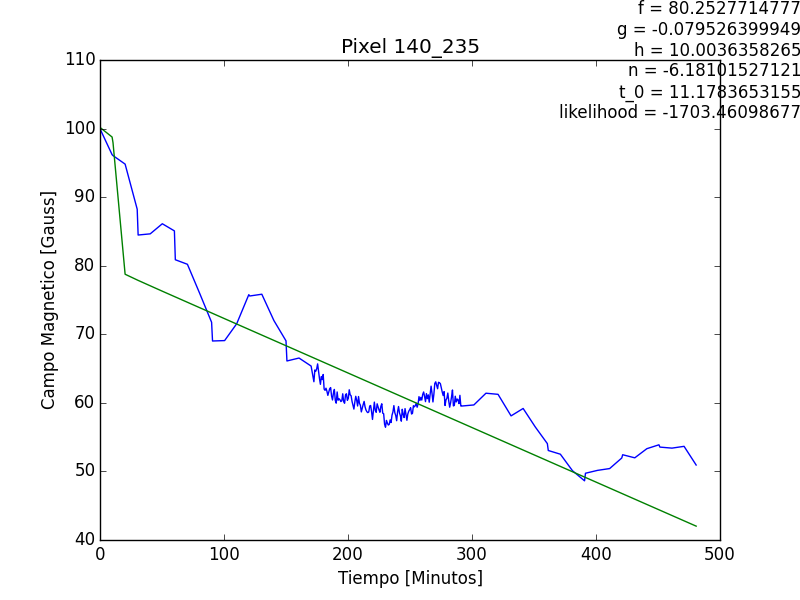 f = 80.2527714777
g = -0.079526399949
h = 10.0036358265
n = -6.18101527121
t_0 = 11.1783653155
likelihood = -1703.46098677
Pixel 140_235
110
100
90
80
70
60
50
40
Campo Magnetico [Gauss]
0 100 200 300 400 500
Tiempo [Minutos]